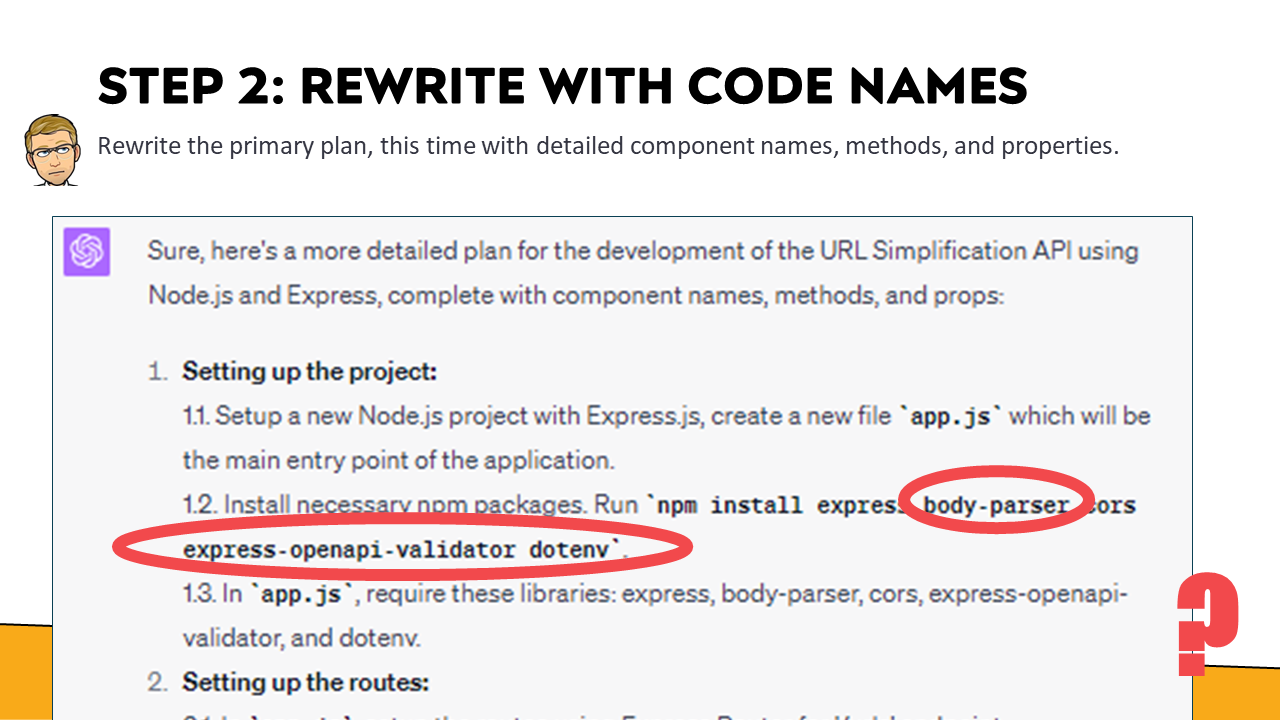 STEP 2: REWRITE WITH CODE NAMES
Rewrite the primary plan, this time with detailed component names, methods, and properties.
Sure, here's a more detailed plan for the development of the URL Simplification API using
Node.js and Express, complete with component names, methods, and props:
1. Setting up the project:
1.1. Setup a new Node.js project with Express.js, create a new file `app.js` which will be
the main entry point of the application.
1.2. Install necessary npm packages. Run `npm install express body-parser cors
express-openapi-validator dotenv`.
1.3. In `app.js`, require these libraries: express, body-parser, cors, express-openapi-
validator, and dotenv.
2. Setting up the routes:
?